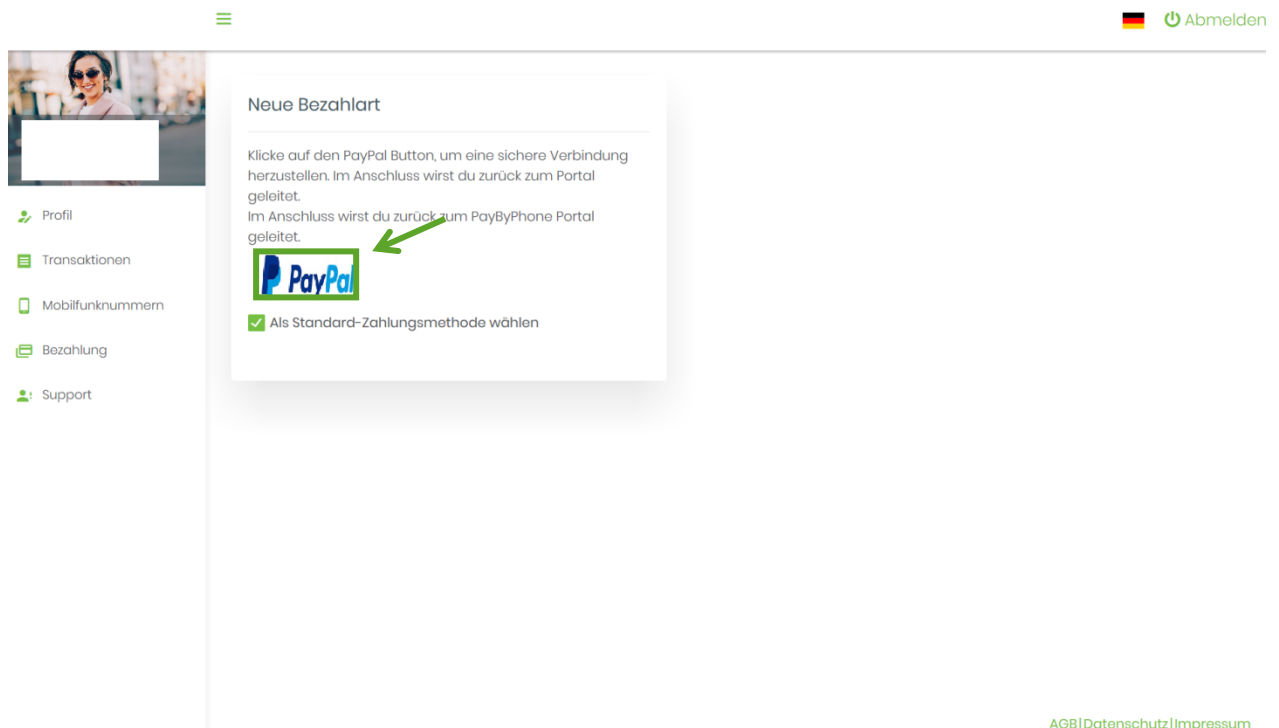 Abmelden
Neue Bezahlart
Klicke auf den PayPal Button, um eine sichere Verbindung
herzustellen. Im Anschluss wirst du zurück zum Portal
geleitet.
Im Anschluss wirst du zurück zum PayByPhone Portal
geleitet.
PayPal
Als Standard-Zahlungsmethode wählen
Profil
Transaktionen
Mobilfunknummern
Bezahlung
Support
AGB|Datenschutz|Impressum